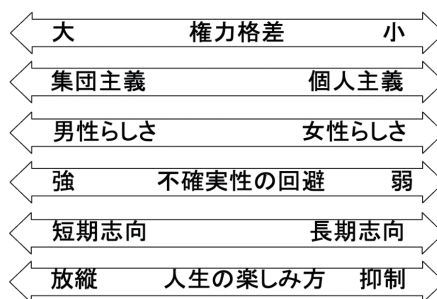 大 権力格差 小
集団主義 個人主義
男性らしさ 女性らしさ
強 不確実性の回避 弱
短期志向 長期志向
放縦 人生の楽しみ方 抑制